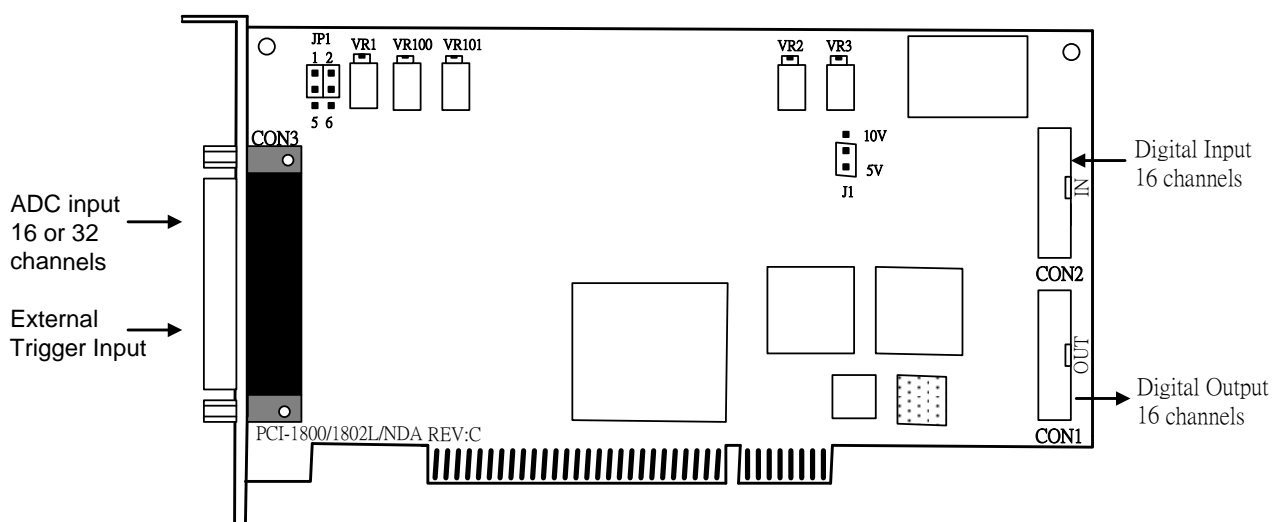 JP1
1 2
5 6
VR1
VR100
VR101
VR2
VR3
10V
5V
J1
CON3
ADC input
16 or 32
channels
External
Trigger Input
Digital Input
16 channels
IN
CON2
OUT
Digital Output
16 channels
CON1
PCI-1800/1802L/NDA REV:C